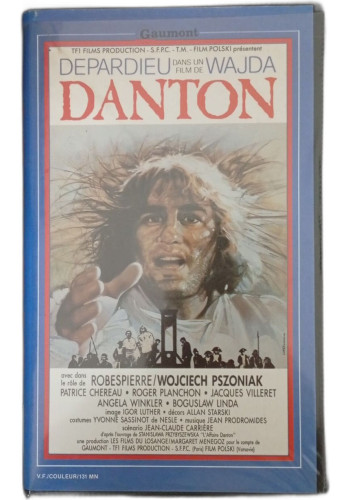 Gaumont
TF1 FILMS PRODUCTION - S.F.P.C. - T.M. - FILM POLSKI présentent
DEPARDIEU DANS UN FILM DE WAJDA
DANTON
avec dans le rôle de ROBESPIERRE/WOJCIECH PSZONIAK
PATRICE CHEREAU • ROGER PLANCHON • JACQUES VILLERET
ANGELA WINKLER • BOGUSLAW LINDA
image IGOR LUTHER • décors ALLAN STARSKI
costumes YVONNE SASSINOT de NESLE • musique JEAN PRODROMIDES
scénario JEAN-CLAUDE CARRIÈRE
d'après l'ouvrage de STANISLAWA PRZYBYSZEWSKA "L'Affaire Danton"
une production LES FILMS DU LOSANGE/MARGARET MENEGOZ pour le compte de
GAUMONT - TF1 PRODUCTION - S.F.P.C. (Paris) FILM POLSKI (Varsovie)
V.F./COULEUR/131 MN